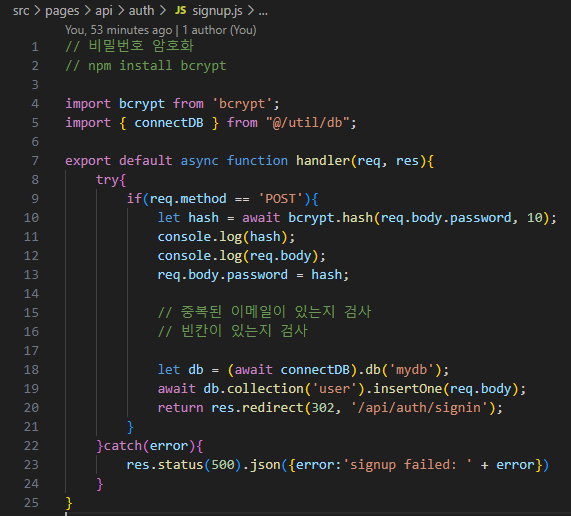 src > pages > api > auth > JS signup.js > ...
You, 53 minutes ago | 1 author (You)
1 // 비밀번호 암호화
2 // npm install bcrypt
3
4 import bcrypt from 'bcrypt';
5 import { connectDB } from "@/util/db";
6
7 export default async function handler(req, res){
8     try{
9         if(req.method == 'POST'){
10             let hash = await bcrypt.hash(req.body.password, 10);
11             console.log(hash);
12             console.log(req.body);
13             req.body.password = hash;
14
15             // 중복된 이메일이 있는지 검사
16             // 빈칸이 있는지 검사
17
18             let db = (await connectDB).db('mydb');
19             await db.collection('user').insertOne(req.body);
20             return res.redirect(302, '/api/auth/signin');
21         }
22     }catch(error){
23         res.status(500).json({error:'signup failed: ' + error})
24     }
25 }